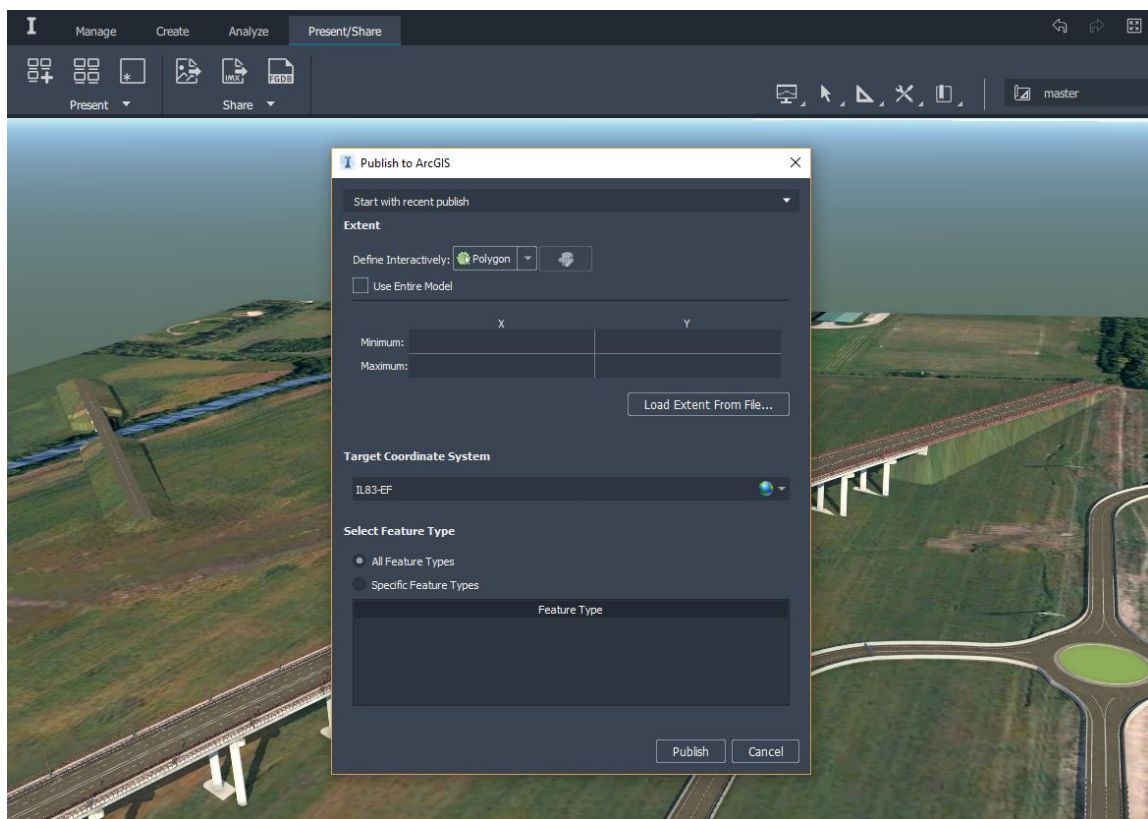 I Manage Create Analyze Present/Share
IMX FGDB
Present Share
master
I Publish to ArcGIS
Start with recent publish
Extent
Define Interactively: Polygon
Use Entire Model
X Y
Minimum:
Maximum:
Load Extent From File...
Target Coordinate System
IL83-EF
Select Feature Type
All Feature Types
Specific Feature Types
Feature Type
Publish Cancel